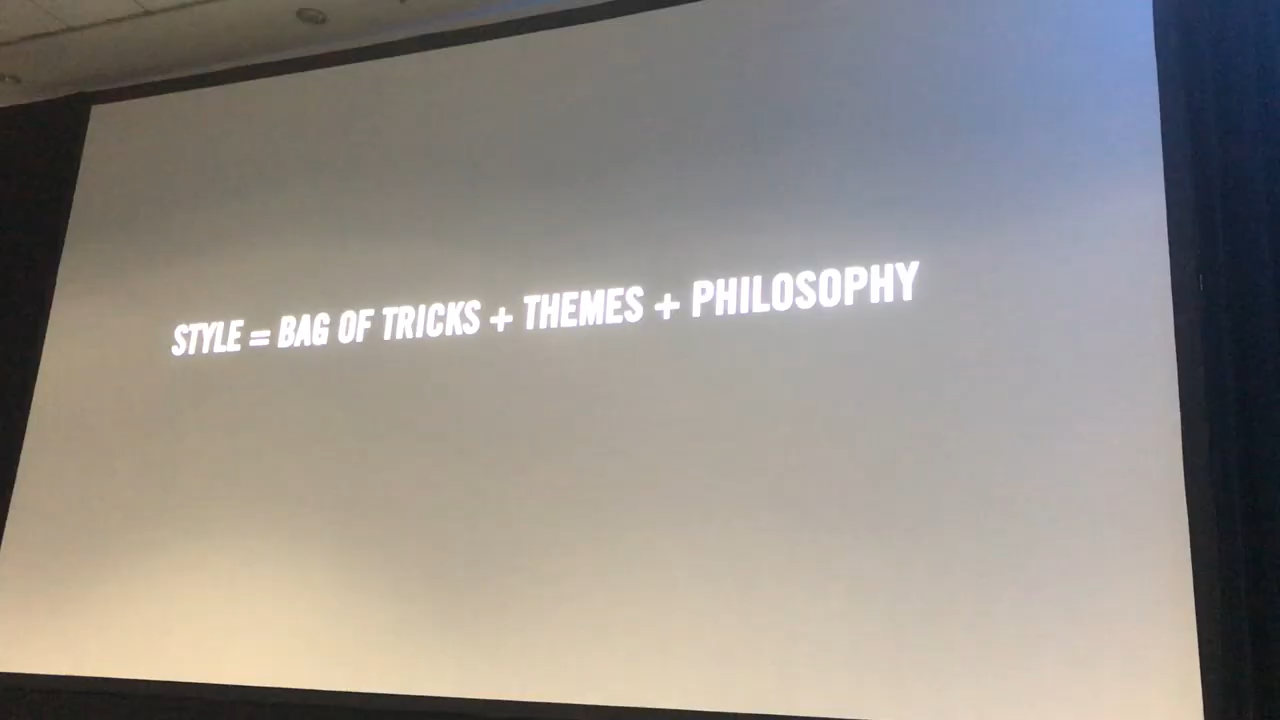 STYLE = BAG OF TRICKS + THEMES + PHILOSOPHY